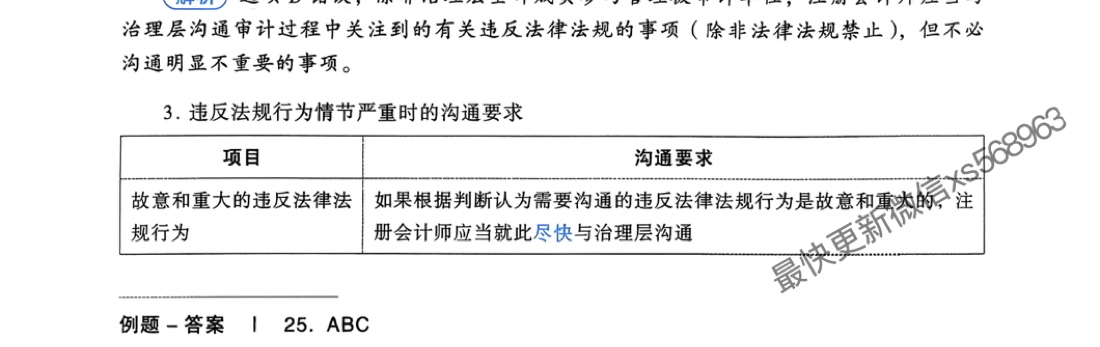 治理层沟通审计过程中关注到的有关违反法律法规的事项（除非法律法规禁止），但不必
沟通明显不重要的事项。
3. 违反法规行为情节严重时的沟通要求
项目
沟通要求
故意和重大的违反法律法
规行为
如果根据判断认为需要沟通的违反法律法规行为是故意和重大的，注
册会计师应当就此尽快与治理层沟通
最快更新微信xs568963
例题 – 答案 | 25. ABC